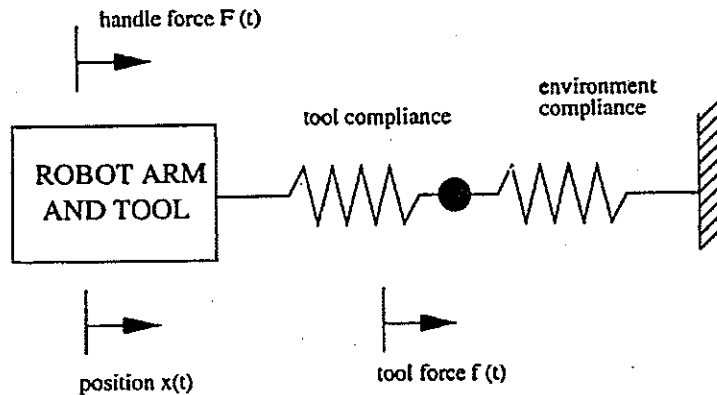 handle force F (t)
environment
compliance
tool compliance
ROBOT ARM
AND TOOL
position x(t)
tool force f (t)